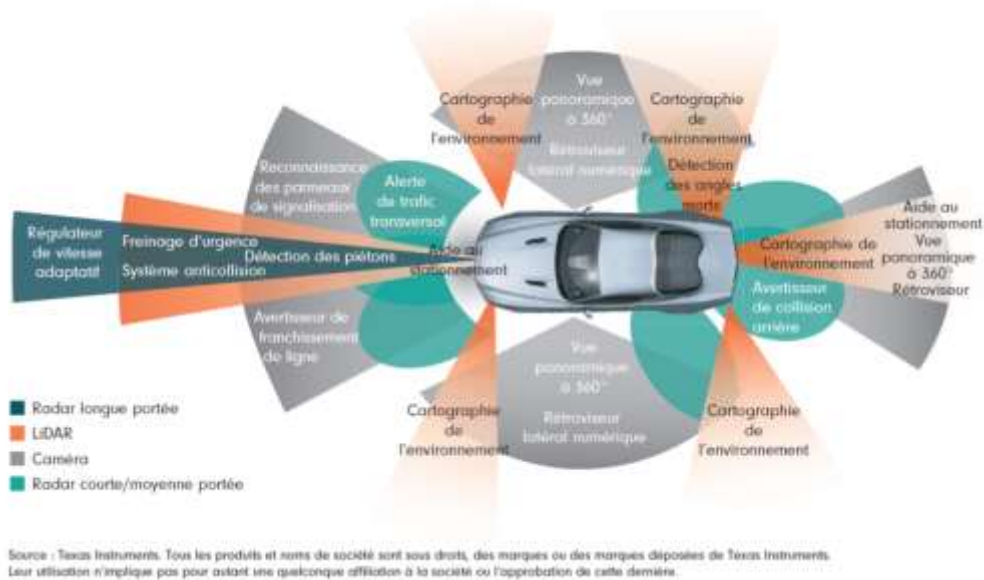 Cartographie
de
l'environnement
Vue
panoramique
à 360°
Rétroviseur
latéral numérique
Cartographie
de
l'environnement
Reconnaissance
des panneaux
de signalisation
Alerte
de trafic
transversal
Détection
des angles
morts
Régulateur
de vitesse
adaptatif
Freinage d'urgence
Système anticollision
Détection des piétons
Aide au
stationnement
Cartographie de
l'environnement
Aide au
stationnement
Vue
panoramique
à 360°
Rétroviseur
Avertisseur
de collision
arrière
Avertisseur de
franchissement
de ligne
Vue
panoramique
à 360°
Rétroviseur
latéral numérique
Cartographie
de
l'environnement
Cartographie
de
l'environnement
Radar longue portée
LiDAR
Caméra
Radar courte/moyenne portée
Source : Texas Instruments. Tous les produits et noms de société sont sous droits, des marques ou des marques déposées de Texas Instruments.
Leur utilisation n'implique pas pour autant une quelconque affiliation à la société ou l'approbation de cette dernière.